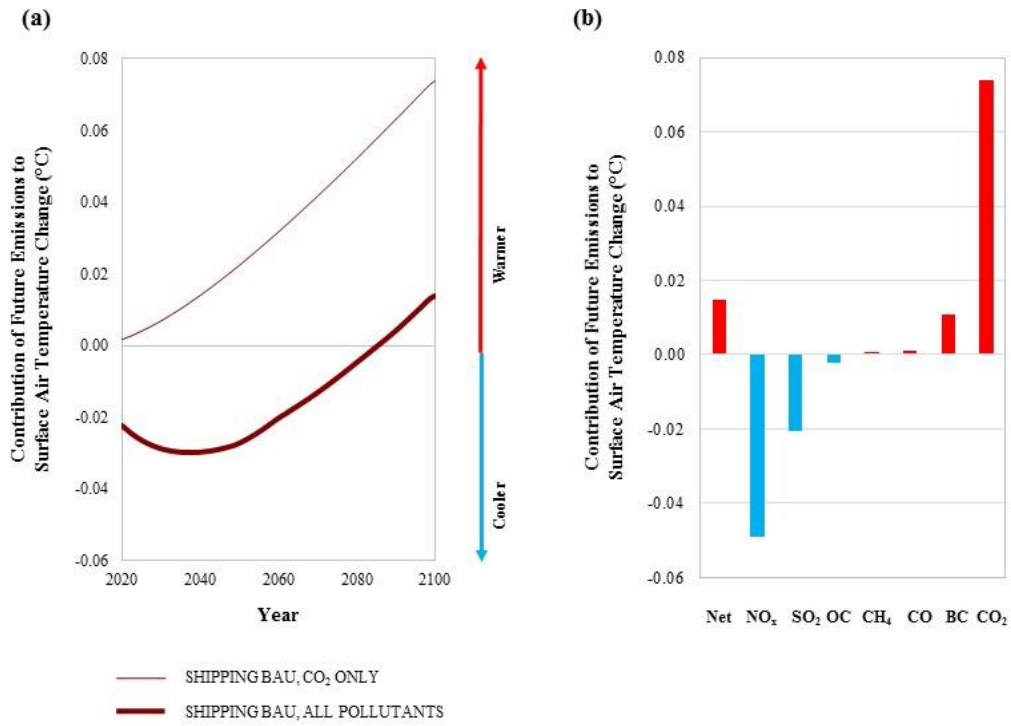 (a)
Contribution of Future Emissions to
Surface Air Temperature Change (°C)
0.08
0.06
0.04
0.02
0.00
-0.02
-0.04
-0.06
2020 2040 2060 2080 2100
Year
Warmer
Cooler
SHIPPING BAU, CO₂ ONLY
SHIPPING BAU, ALL POLLUTANTS
(b)
Contribution of Future Emissions to
Surface Air Temperature Change (°C)
0.08
0.06
0.04
0.02
0.00
-0.02
-0.04
-0.06
Net NOₓ SO₂ OC CH₄ CO BC CO₂